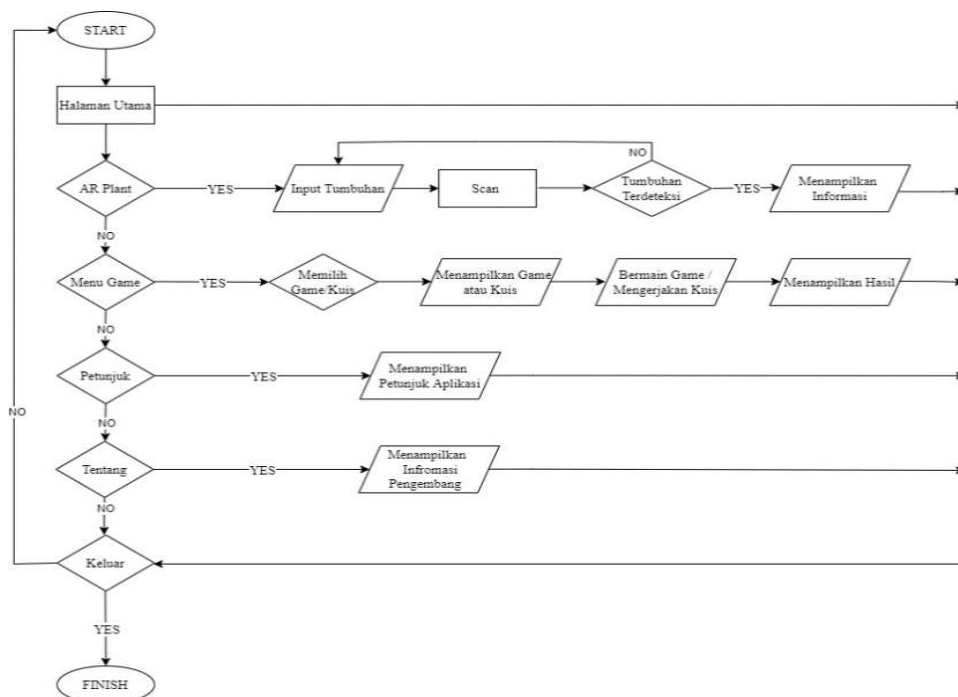 START
Halaman Utama
NO
AR Plant
YES
Input Tumbuhan
Scan
Tumbuhan
Terdeteksi
YES
Menampilkan
Informasi
NO
Menu Game
YES
Memilih
Game/Kuis
Menampilkan Game
atau Kuis
Bermain Game /
Mengerjakan Kuis
Menampilkan Hasil
NO
Petunjuk
YES
Menampilkan
Petunjuk Aplikasi
NO
NO
Tentang
YES
Menampilkan
Infromasi
Pengembang
NO
Keluar
YES
FINISH